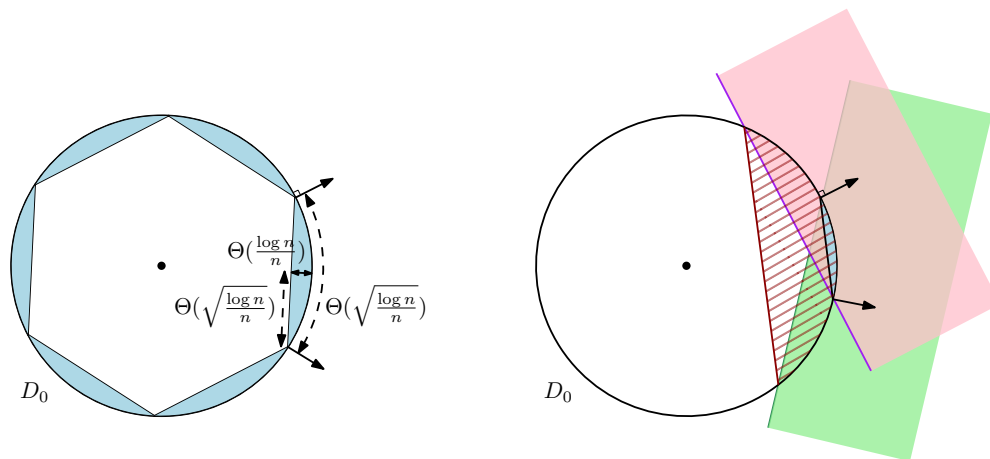 Θ(log n / n)
Θ(√(log n / n))
Θ(√(log n / n))
D₀
D₀